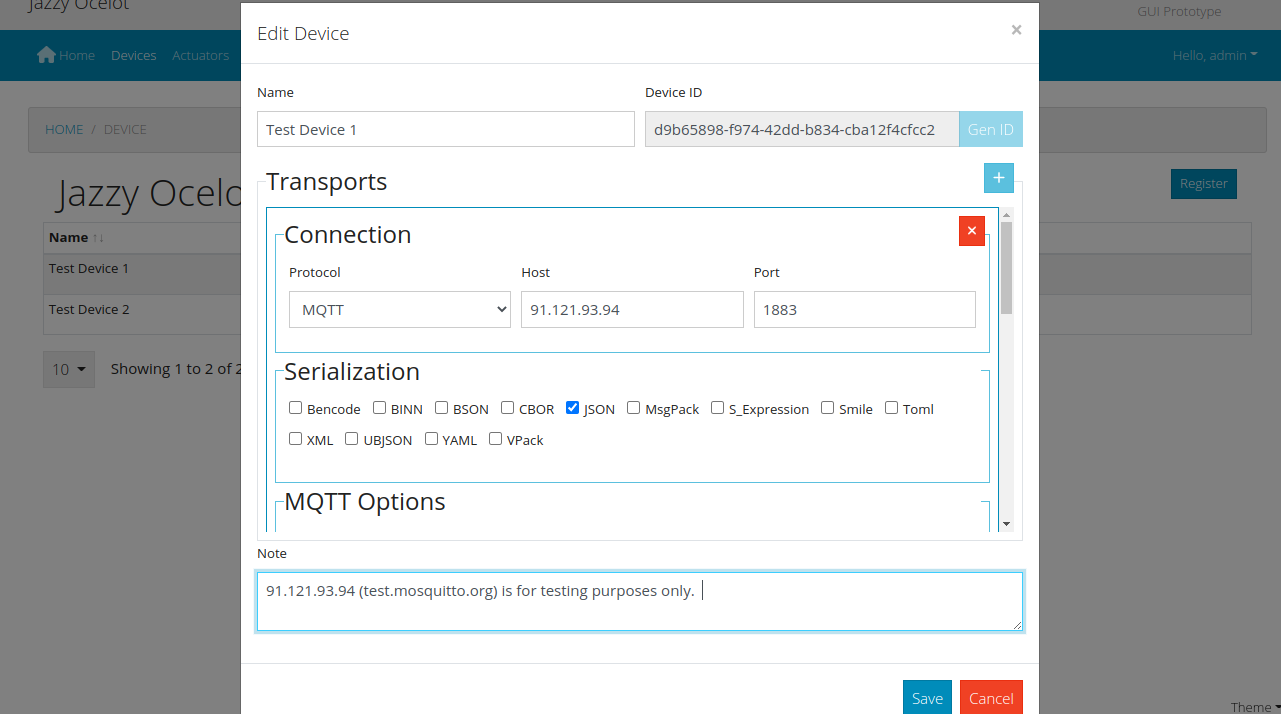 Jazzy Ocelot
GUI Prototype
Edit Device
×
Home Devices Actuators
Hello, admin
Name
Device ID
Test Device 1
d9b65898-f974-42dd-b834-cba12f4cfcc2
Gen ID
HOME / DEVICE
Transports
+
Jazzy Ocelo
Register
Connection
×
Name ↑↓
Protocol
Host
Port
Test Device 1
MQTT
91.121.93.94
1883
Test Device 2
Serialization
10
Showing 1 to 2 of 2
Bencode BINN BSON CBOR JSON MsgPack S_Expression Smile Toml
XML UBJSON YAML VPack
MQTT Options
Note
91.121.93.94 (test.mosquitto.org) is for testing purposes only.
Save
Cancel
Theme